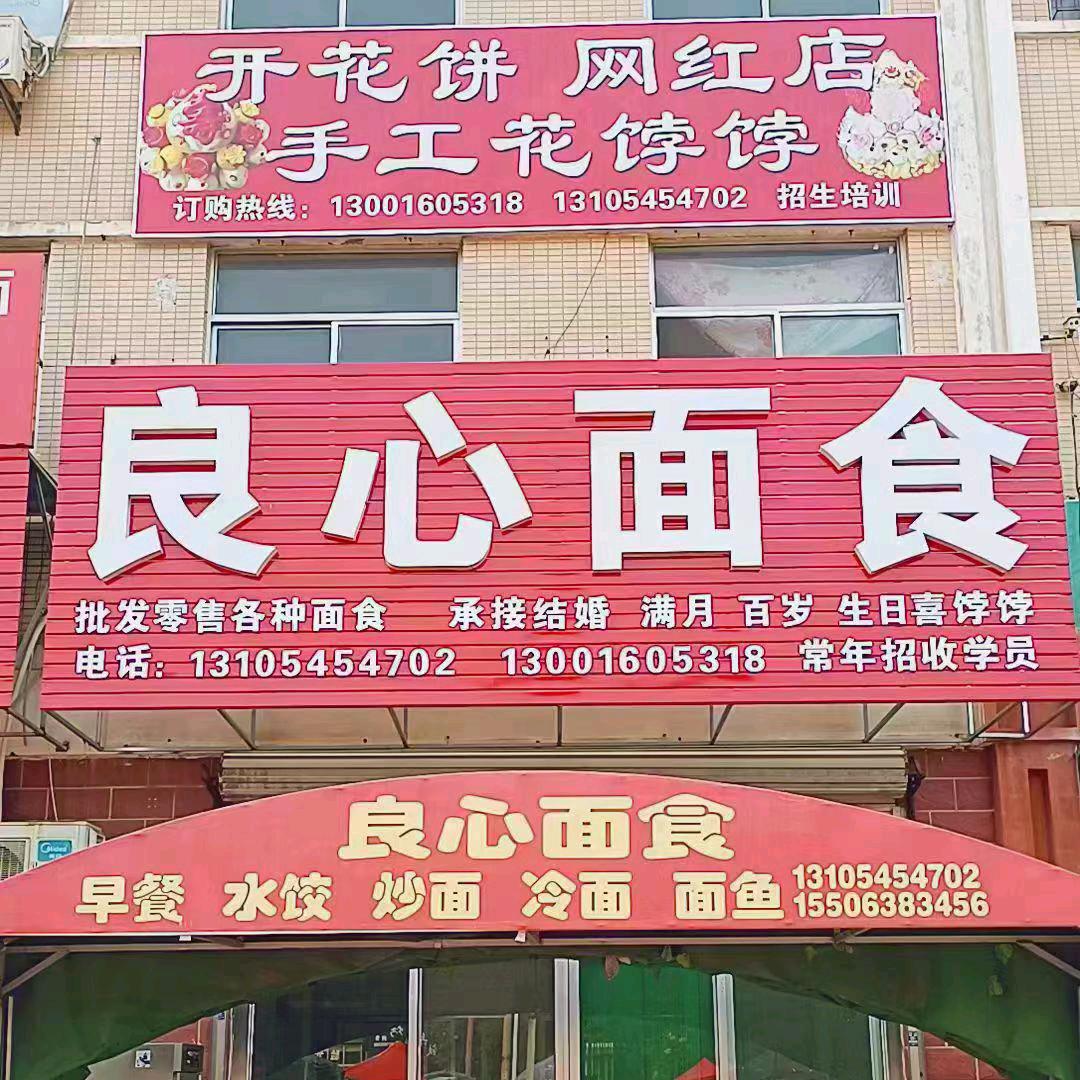 开花饼 网红店
手工花饽饽
订购热线：13001605318 13105454702 招生培训
良心面食
批发零售各种面食 承接结婚 满月 百岁 生日喜饽饽
电话：13105454702 13001605318 常年招收学员
良心面食
早餐 水饺 炒面 冷面 面鱼 13105454702
15506383456
Midea